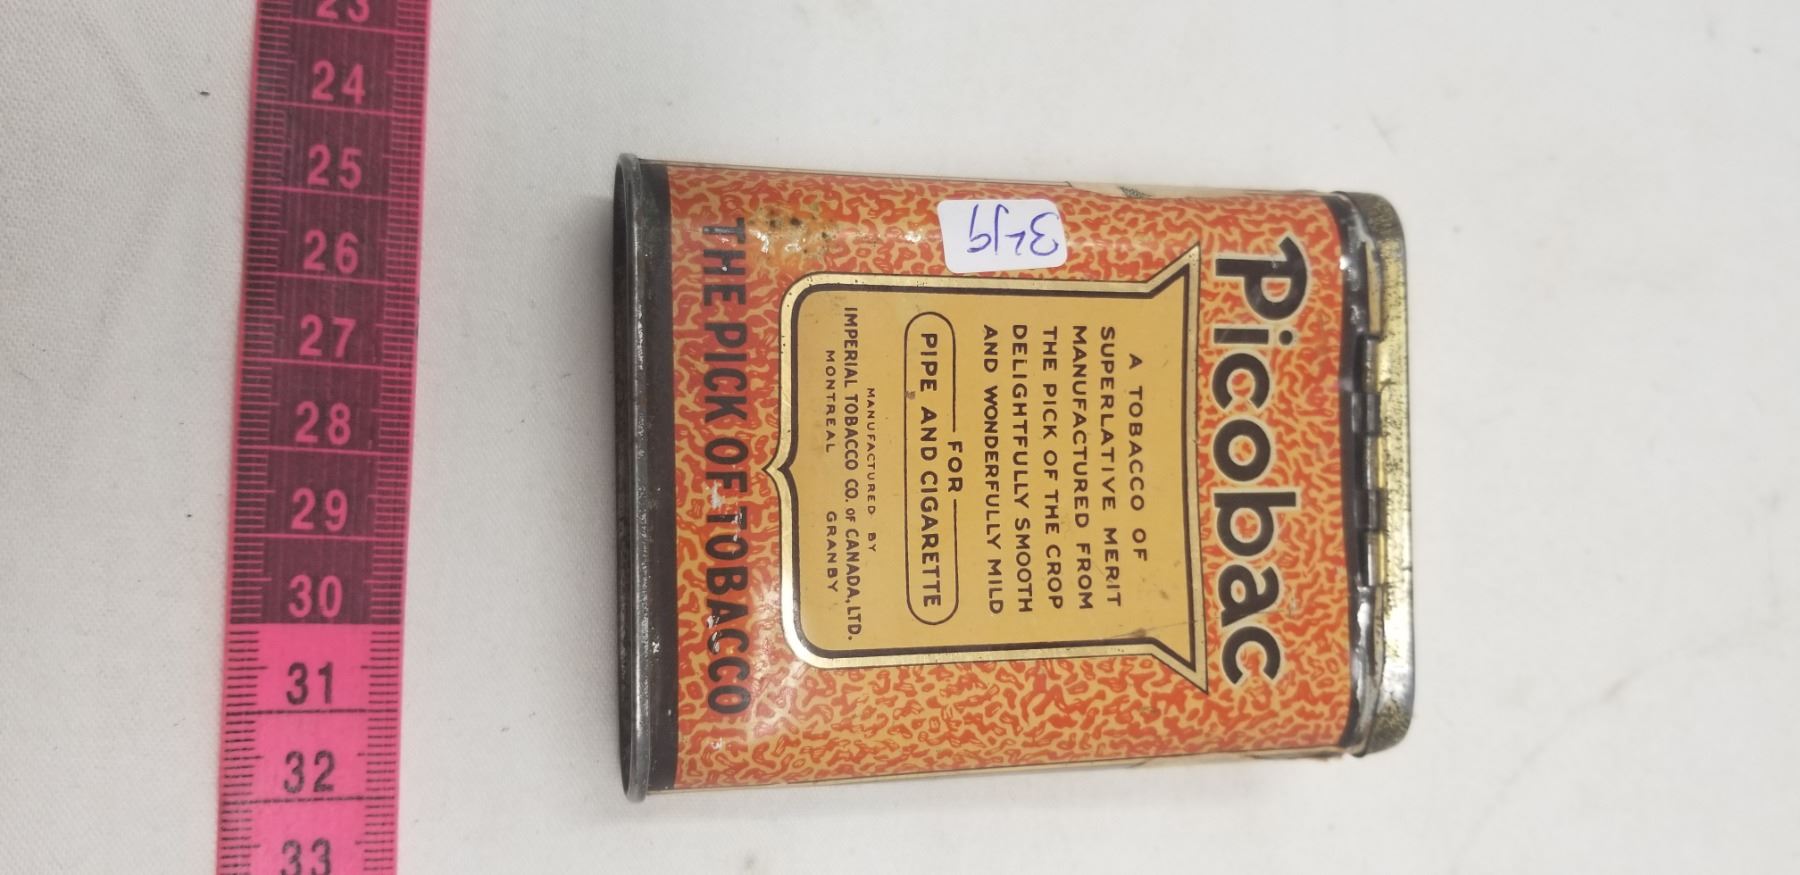 Picobac
A TOBACCO OF
SUPERLATIVE MERIT
MANUFACTURED FROM
THE PICK OF THE CROP
DELIGHTFULLY SMOOTH
AND WONDERFULLY MILD
FOR
PIPE AND CIGARETTE
MANUFACTURED BY
IMPERIAL TOBACCO CO. OF CANADA, LTD.
MONTREAL GRANBY
THE PICK OF TOBACCO
23
24
25
26
27
28
29
30
31
32
33